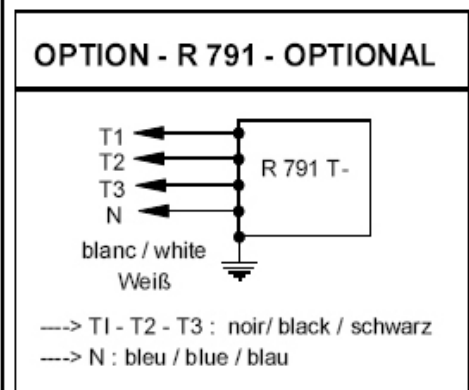 OPTION - R 791 - OPTIONAL
T1
T2
T3
N
R 791 T-
blanc / white
Weiß
----> TI - T2 - T3 : noir/ black / schwarz
----> N : bleu / blue / blau